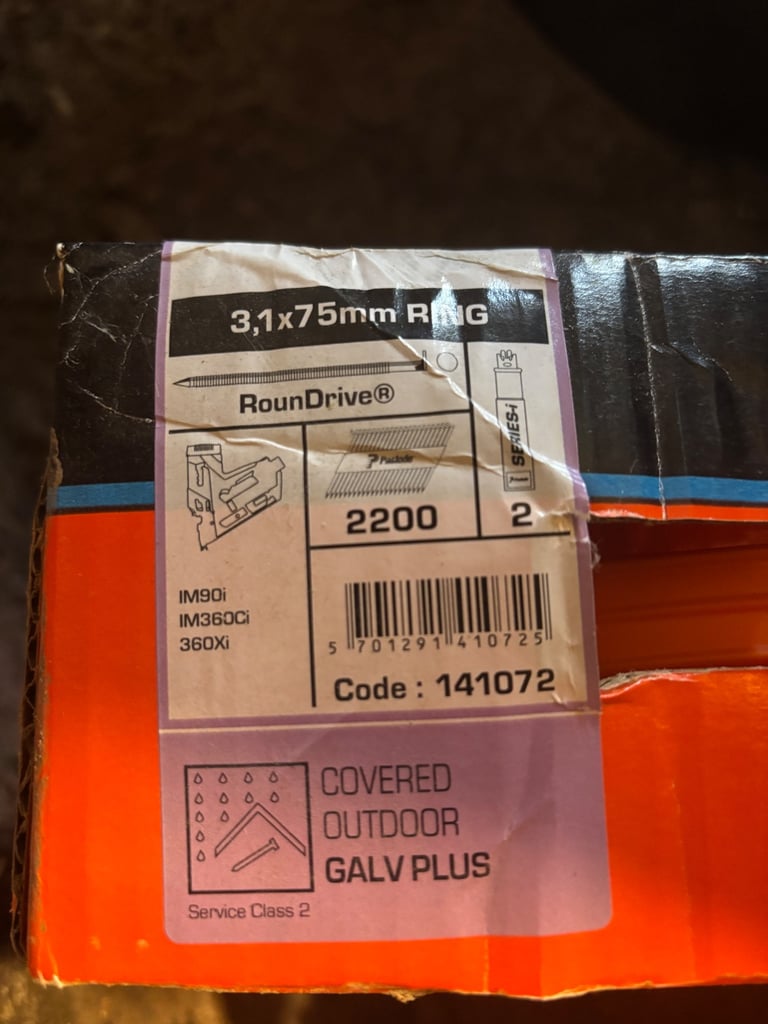 3,1x75mm RING
RounDrive®
Paslode
SERIES-i
2200
2
IM90i
IM360Ci
360Xi
5 701291 410725
Code : 141072
COVERED
OUTDOOR
GALV PLUS
Service Class 2